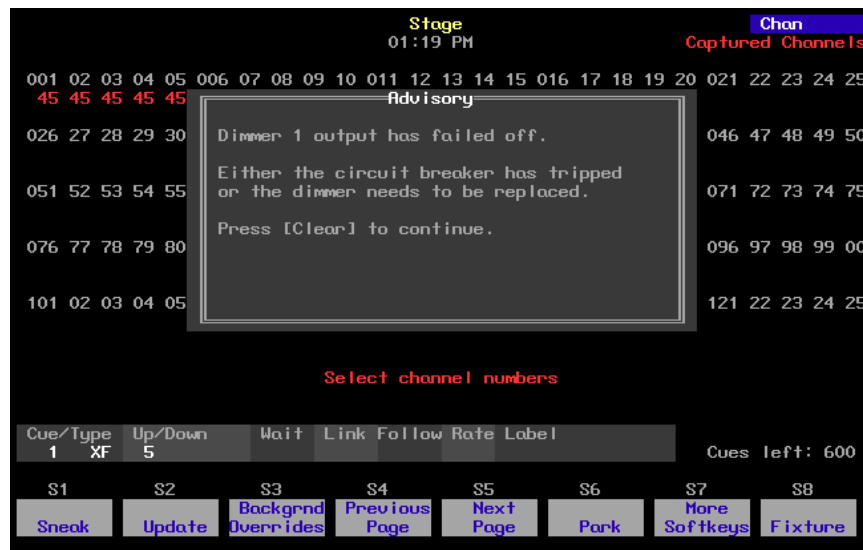 Stage
Chan
01:19 PM
Captured Channels
001 02 03 04 05 006 07 08 09 10 011 12 13 14 15 016 17 18 19 20 021 22 23 24 25
45 45 45 45 45
Advisory
026 27 28 29 30
Dimmer 1 output has failed off.
046 47 48 49 50
Either the circuit breaker has tripped
051 52 53 54 55
or the dimmer needs to be replaced.
071 72 73 74 75
Press [Clear] to continue.
076 77 78 79 80
096 97 98 99 00
101 02 03 04 05
121 22 23 24 25
Select channel numbers
Cue/Type Up/Down Wait Link Follow Rate Label
1 XF 5
Cues left: 600
S1 S2 S3 S4 S5 S6 S7 S8
Sneak
Update
Backgrnd
Overrides
Previous
Page
Next
Page
Park
More
Softkeys
Fixture